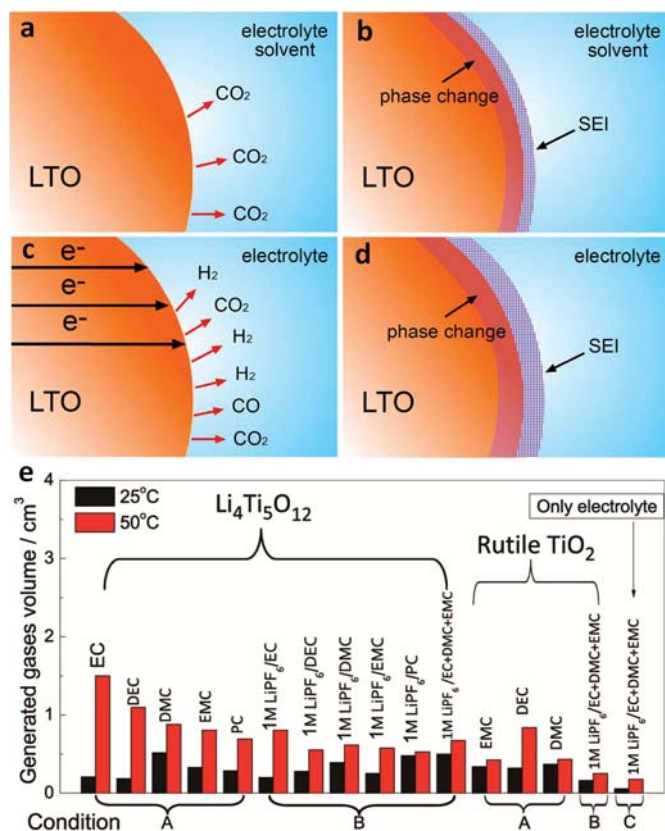 a
electrolyte
solvent
CO2
CO2
LTO
CO2
b
electrolyte
solvent
phase change
SEI
LTO
c
e-
electrolyte
e-
H2
CO2
e-
H2
H2
LTO
CO
CO2
d
electrolyte
phase change
SEI
LTO
e
Generated gases volume / cm3
4
3
2
1
0
25oC
50oC
Li4Ti5O12
Rutile TiO2
Only electrolyte
EC
DEC
DMC
EMC
PC
1M LiPF6/EC
1M LiPF6/DEC
1M LiPF6/DMC
1M LiPF6/EMC
1M LiPF6/PC
1M LiPF6/EC+DMC+EMC
EMC
DEC
DMC
1M LiPF6/EC+DMC+EMC
1M LiPF6/EC+DMC+EMC
Condition
A
B
A
B
C